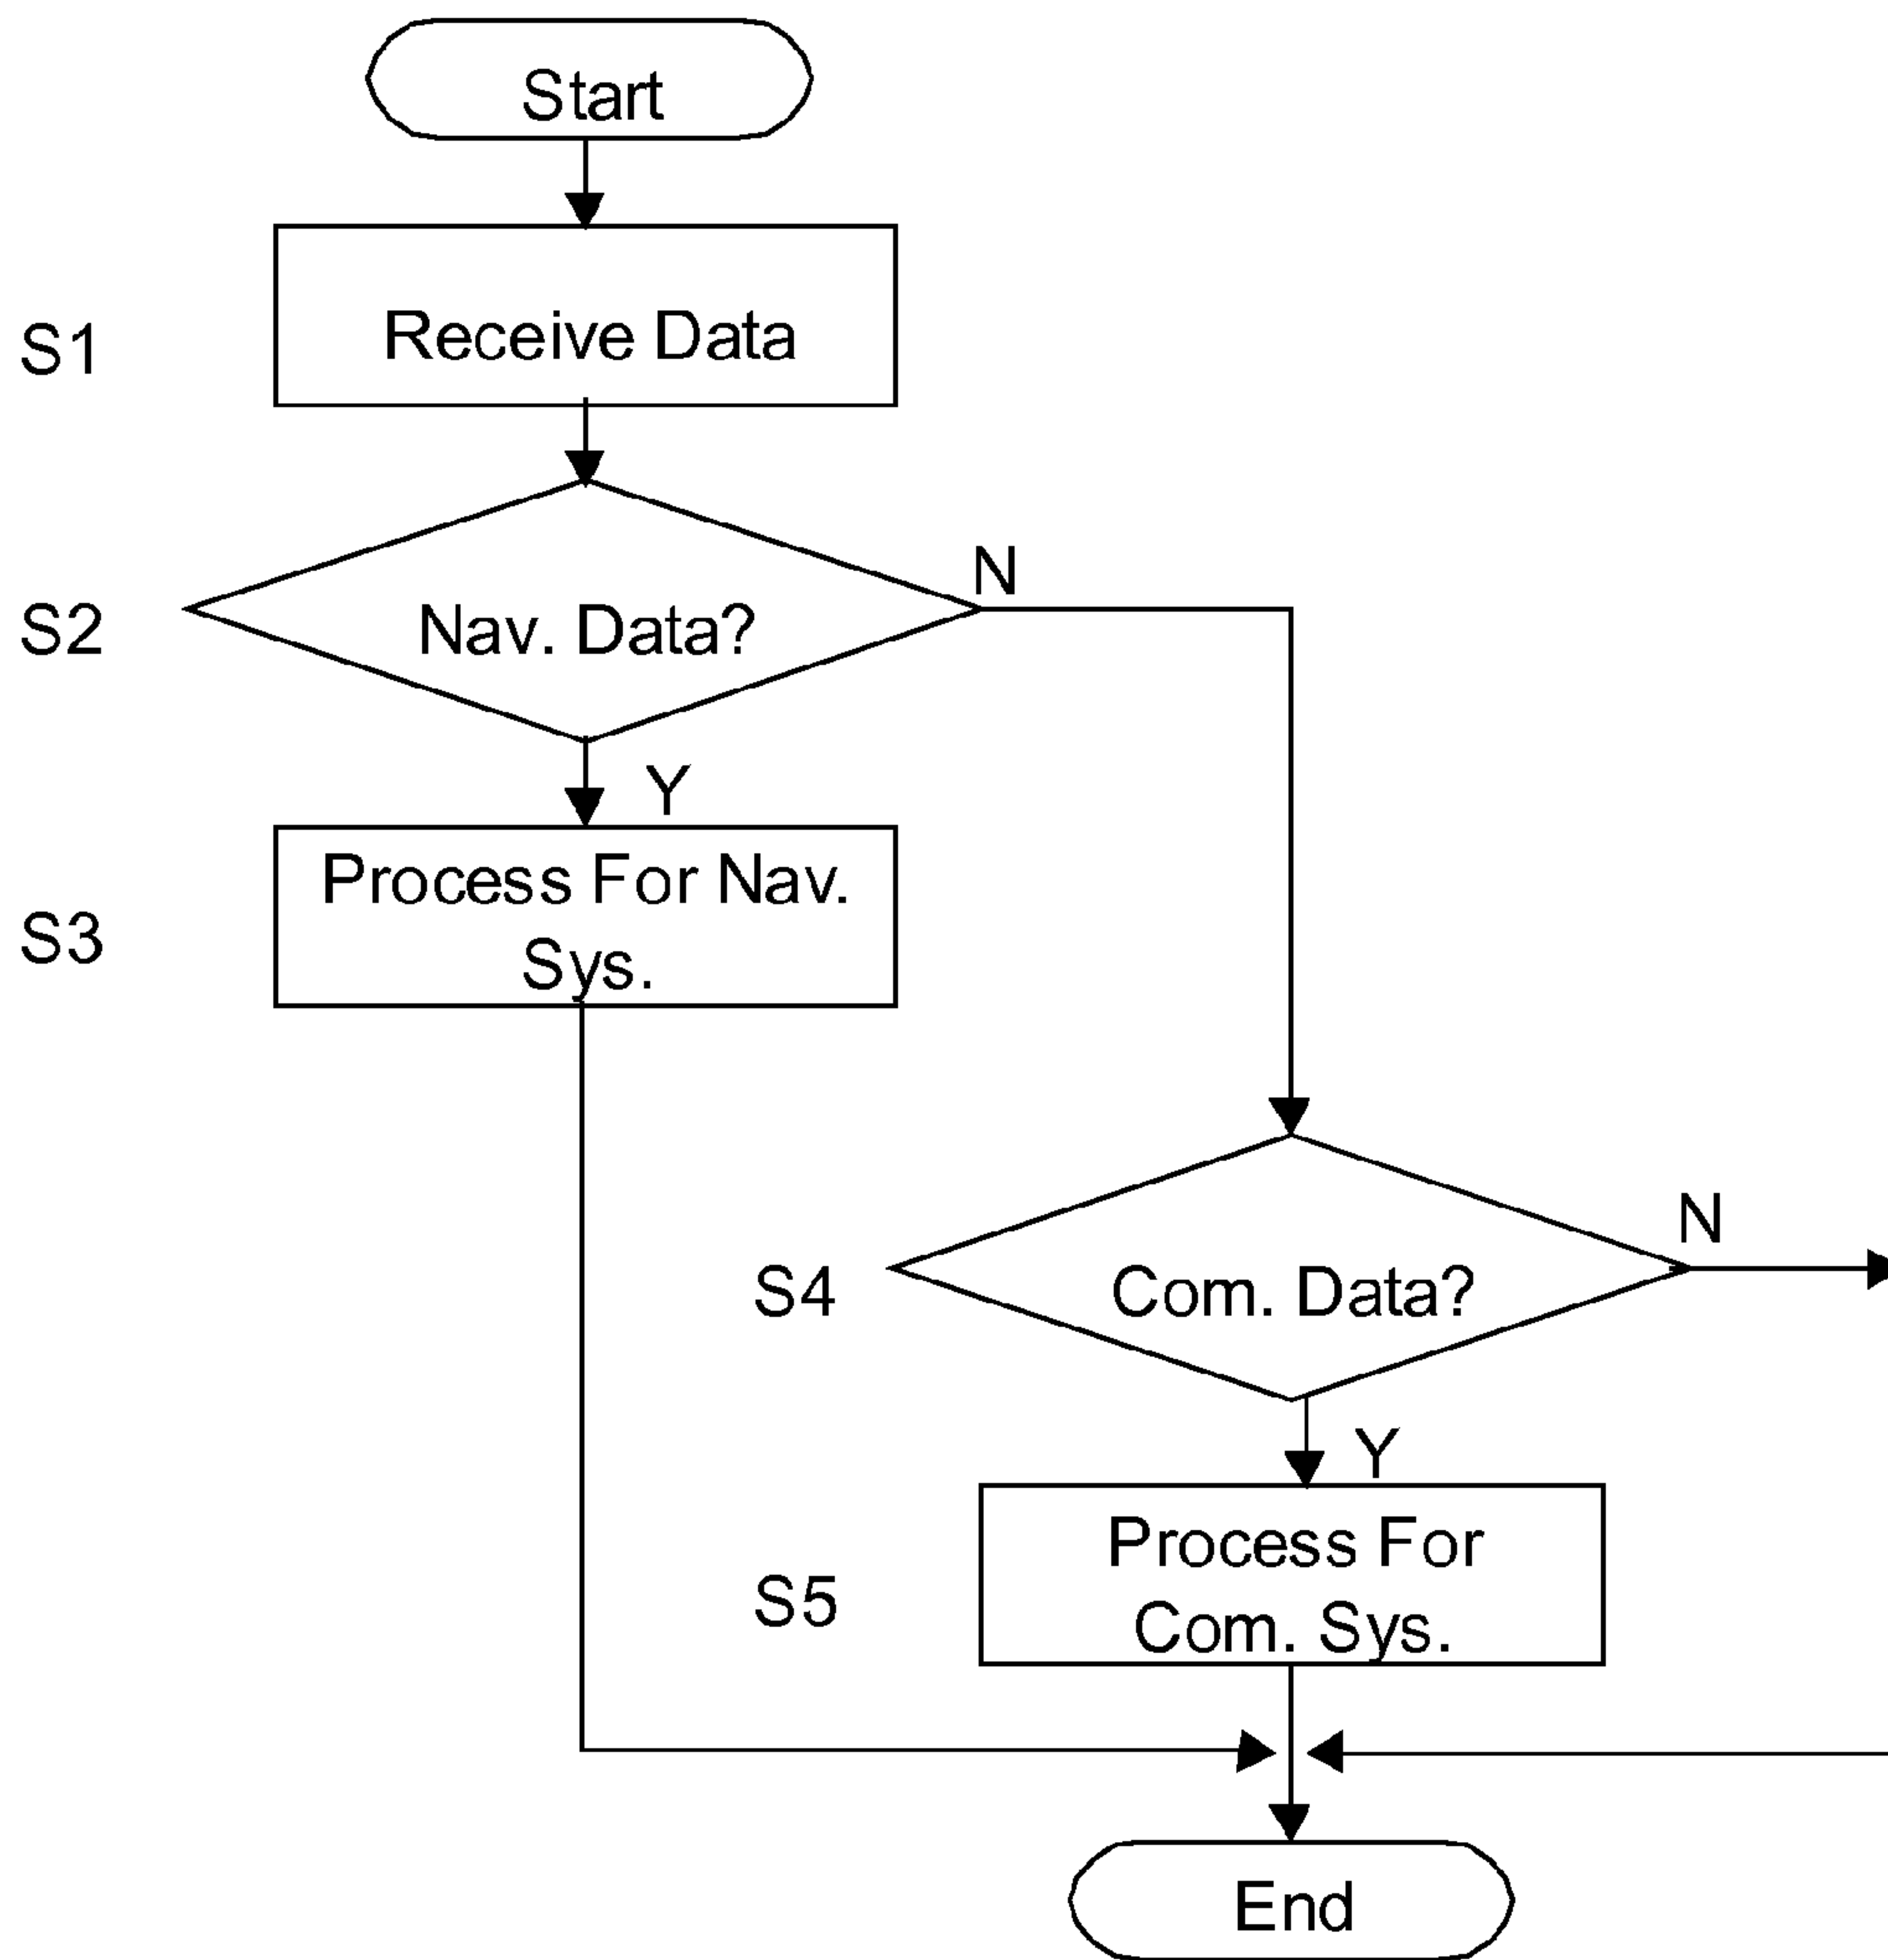 Start
S1
Receive Data
N
S2
Nav. Data?
Y
Process For Nav.
S3
Sys.
N
S4
Com. Data?
Y
Process For
S5
Com. Sys.
End